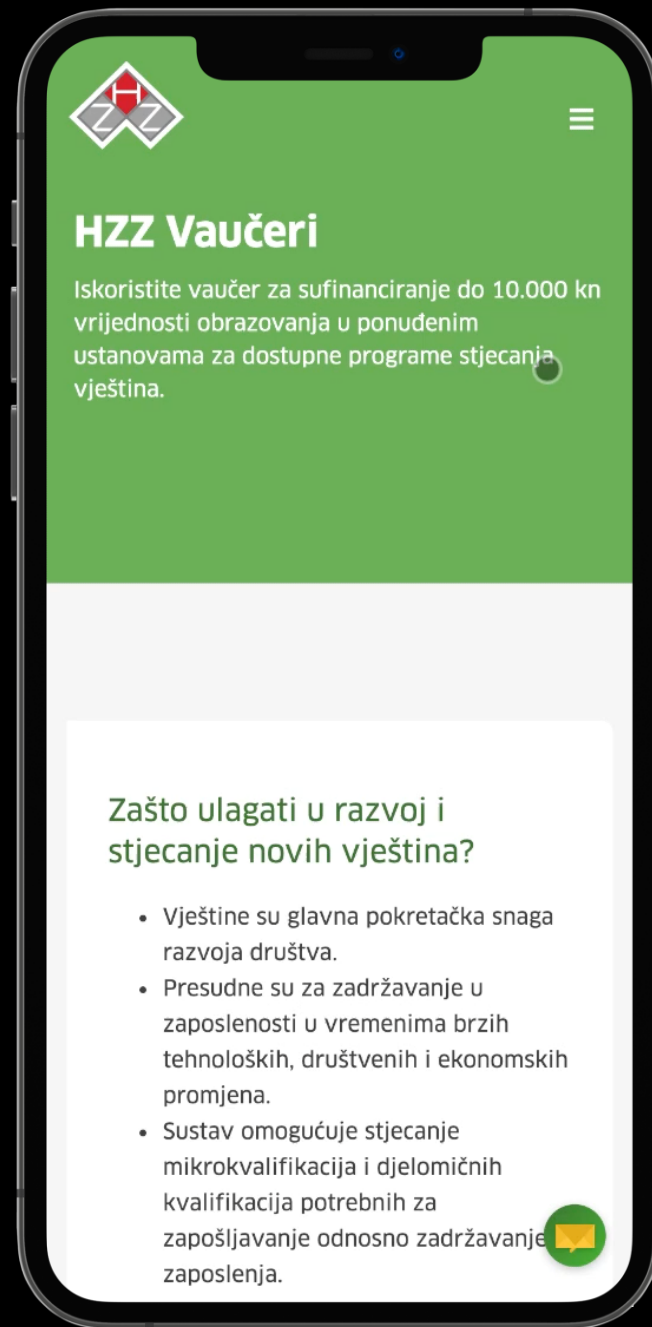 HZZ
HZZ Vaučeri
Iskoristite vaučer za sufinanciranje do 10.000 kn
vrijednosti obrazovanja u ponuđenim
ustanovama za dostupne programe stjecanja
vještina.
Zašto ulagati u razvoj i
stjecanje novih vještina?
• Vještine su glavna pokretačka snaga
razvoja društva.
• Presudne su za zadržavanje u
zaposlenosti u vremenima brzih
tehnoloških, društvenih i ekonomskih
promjena.
• Sustav omogućuje stjecanje
mikrokvalifikacija i djelomičnih
kvalifikacija potrebnih za
zapošljavanje odnosno zadržavanje
zaposlenja.